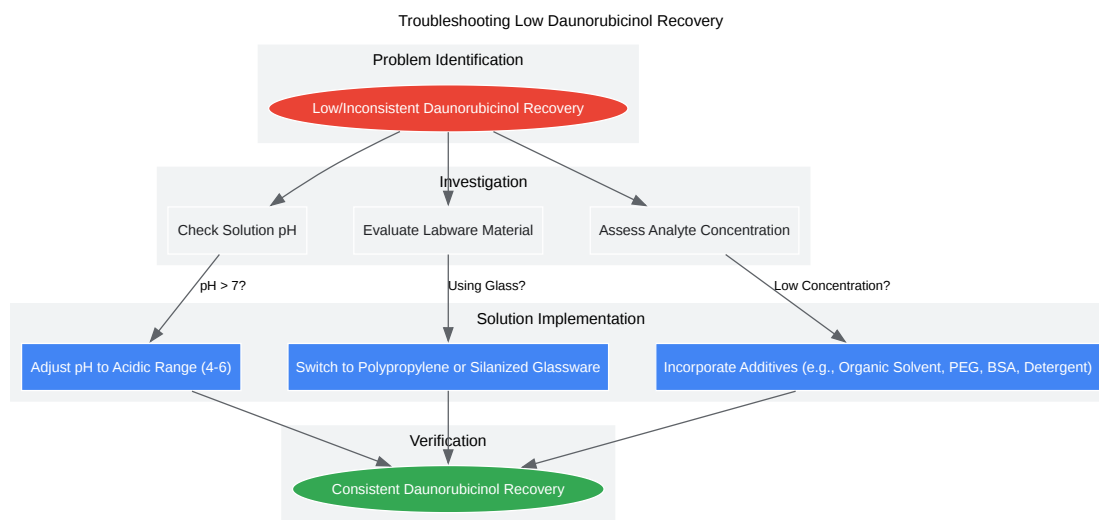 Troubleshooting Low Daunorubicinol Recovery
Problem Identification
Low/Inconsistent Daunorubicinol Recovery
Investigation
Check Solution pH
Evaluate Labware Material
Assess Analyte Concentration
pH > 7?
Using Glass?
Low Concentration?
Solution Implementation
Adjust pH to Acidic Range (4-6)
Switch to Polypropylene or Silanized Glassware
Incorporate Additives (e.g., Organic Solvent, PEG, BSA, Detergent)
Verification
Consistent Daunorubicinol Recovery